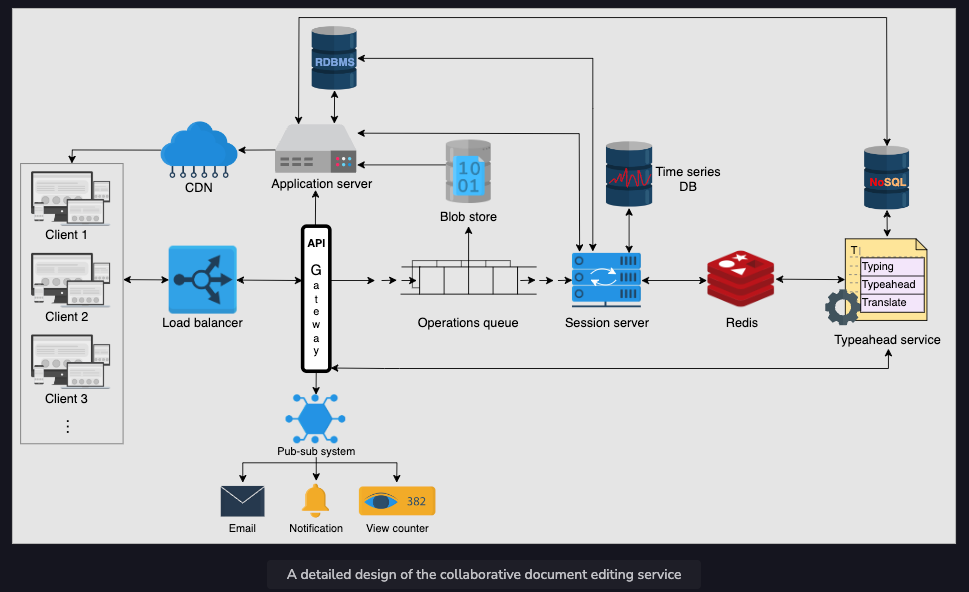 RDBMS
CDN
Application server
10
01
Blob store
Time series
DB
NoSQL
Client 1
Client 2
Client 3
Load balancer
API
G
a
t
e
w
a
y
Operations queue
Session server
Redis
T
Typing
Typeahead
Translate
Typeahead service
Pub-sub system
382
Email
Notification
View counter
A detailed design of the collaborative document editing service